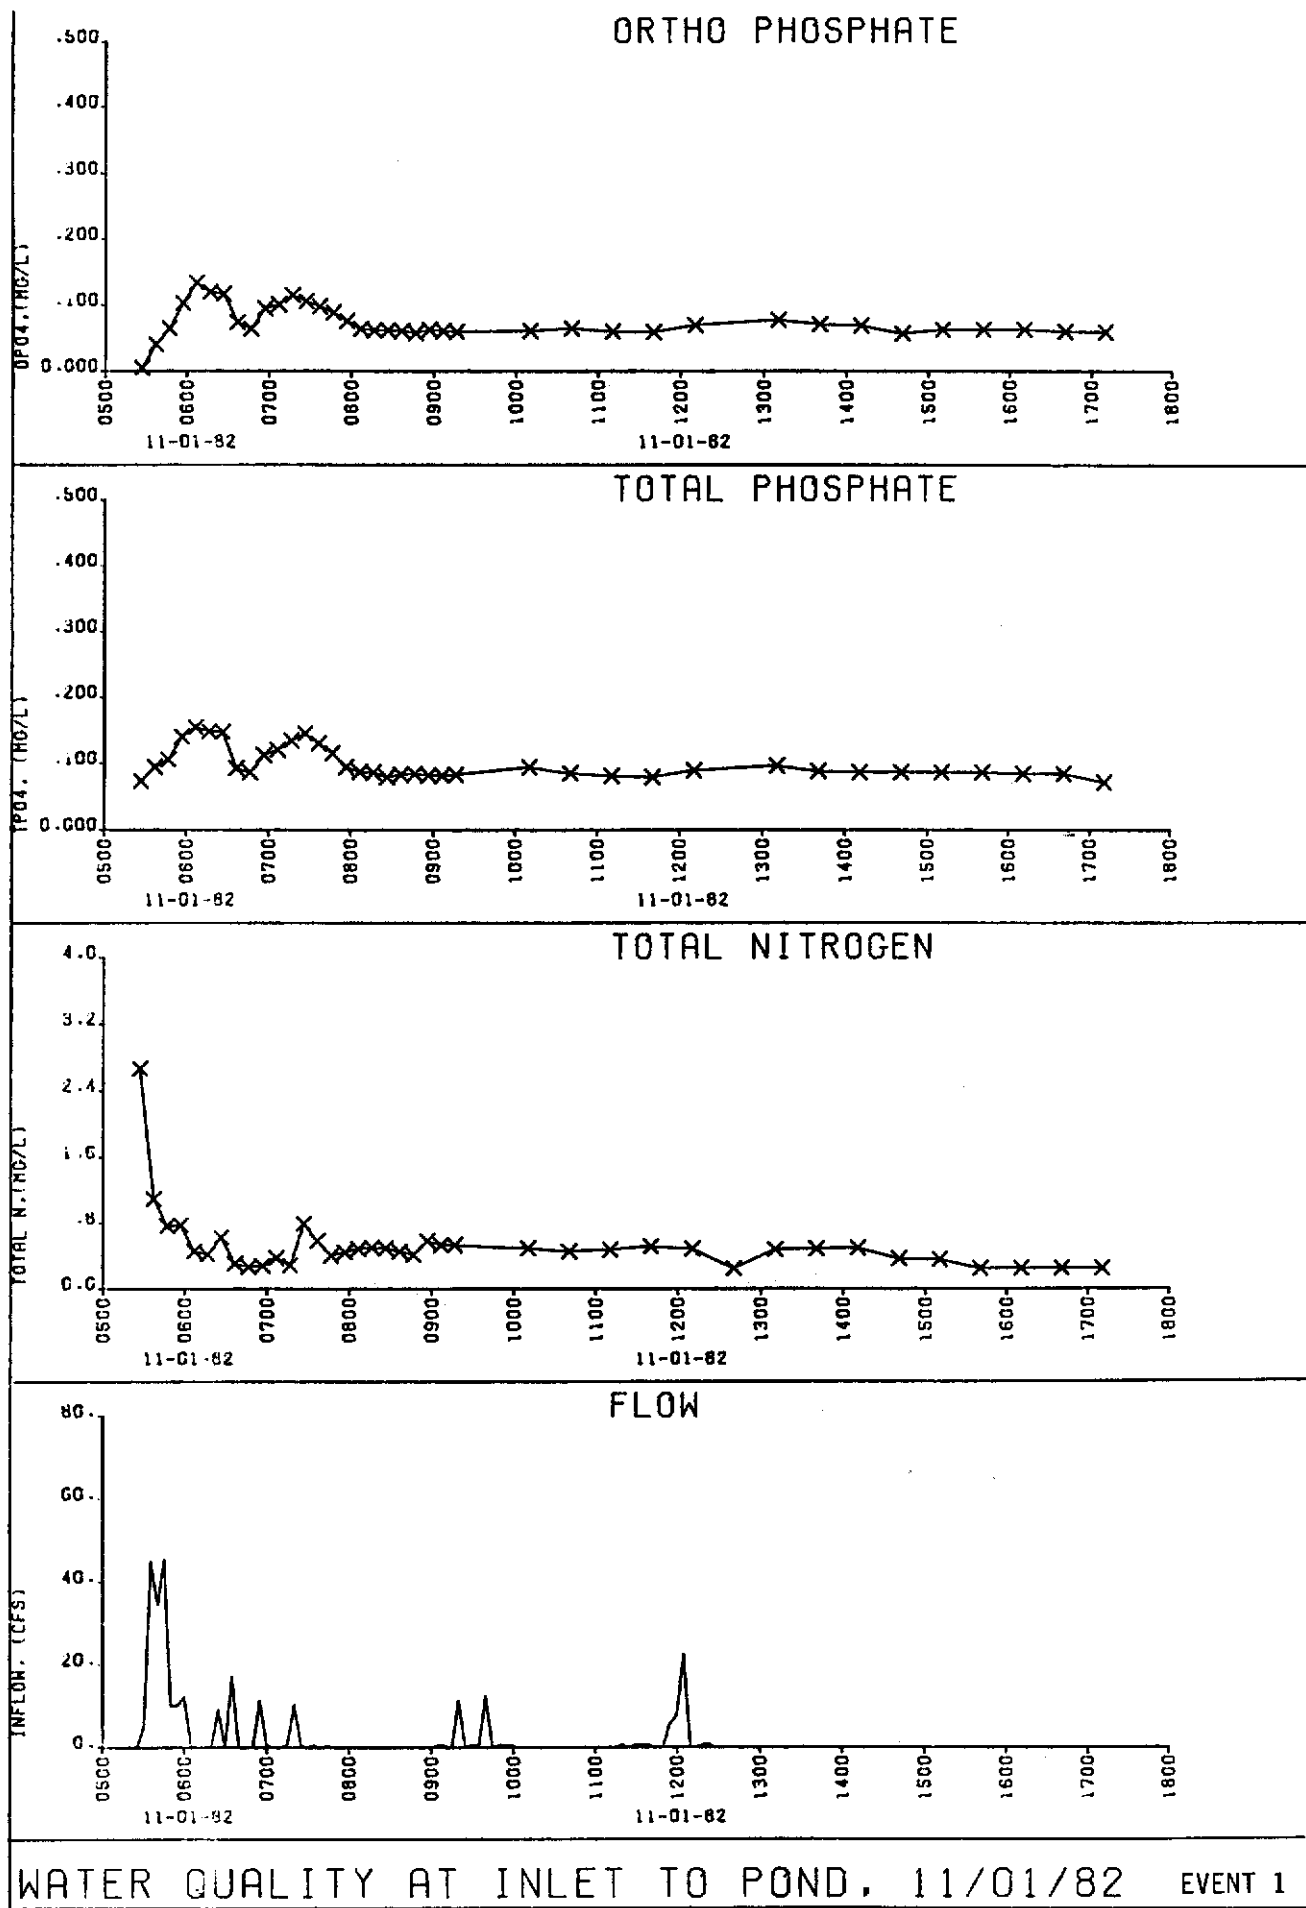 ORTHO PHOSPHATE
.500
.400
.300
.200
.100
0.000
OPO4, (MG/L)
0500 0600 0700 0800 0900 1000 1100 1200 1300 1400 1500 1600 1700 1800
11-01-82 11-01-82
TOTAL PHOSPHATE
.500
.400
.300
.200
.100
0.000
TPO4, (MG/L)
0500 0600 0700 0800 0900 1000 1100 1200 1300 1400 1500 1600 1700 1800
11-01-82 11-01-82
TOTAL NITROGEN
4.0
3.2
2.4
1.6
.8
0.0
TOTAL N,(MG/L)
0500 0600 0700 0800 0900 1000 1100 1200 1300 1400 1500 1600 1700 1800
11-01-82 11-01-82
FLOW
80.
60.
40.
20.
0.
INFLOW, (CFS)
0500 0600 0700 0800 0900 1000 1100 1200 1300 1400 1500 1600 1700 1800
11-01-82 11-01-82
WATER QUALITY AT INLET TO POND, 11/01/82 EVENT 1